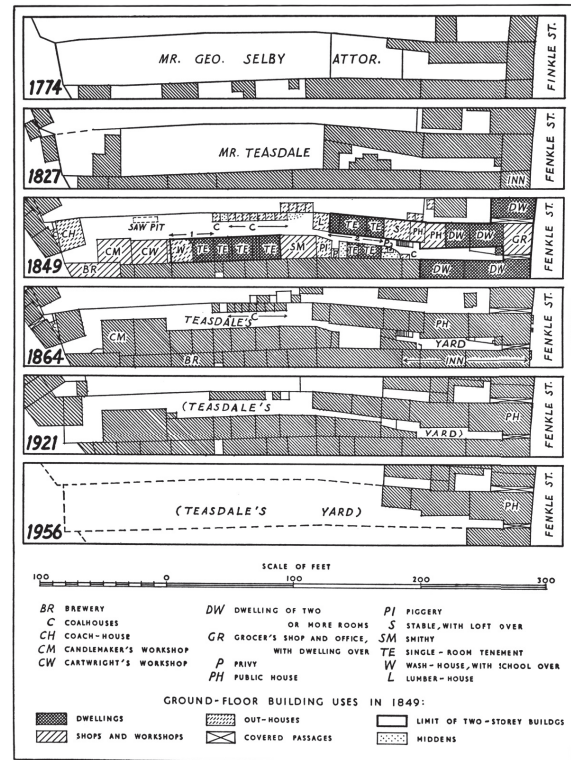 MR. GEO. SELBY ATTOR.
1774
FINKLE ST.
MR. TEASDALE
INN
1827
FENKLE ST.
DW
CH
SAW PIT
C C
L TE TE S PH PH DW DW GR
CM CW W TE TE TE TE SM PI TE TE C
BR DW DW
1849
FENKLE ST.
C
TEASDALE'S
PH
CM
YARD
BR INN
1864
FENKLE ST.
(TEASDALE'S
PH
YARD)
1921
FENKLE ST.
(TEASDALE'S YARD)
PH
1956
FENKLE ST.
SCALE OF FEET
100 0 100 200 300
BR BREWERY
C COALHOUSES
CH COACH-HOUSE
CM CANDLEMAKER'S WORKSHOP
CW CARTWRIGHT'S WORKSHOP
DW DWELLING OF TWO
OR MORE ROOMS
GR GROCER'S SHOP AND OFFICE,
WITH DWELLING OVER
P PRIVY
PH PUBLIC HOUSE
PI PIGGERY
S STABLE, WITH LOFT OVER
SM SMITHY
TE SINGLE-ROOM TENEMENT
W WASH-HOUSE, WITH SCHOOL OVER
L LUMBER-HOUSE
GROUND-FLOOR BUILDING USES IN 1849:
DWELLINGS
SHOPS AND WORKSHOPS
OUT-HOUSES
COVERED PASSAGES
LIMIT OF TWO-STOREY BUILDGS
MIDDENS